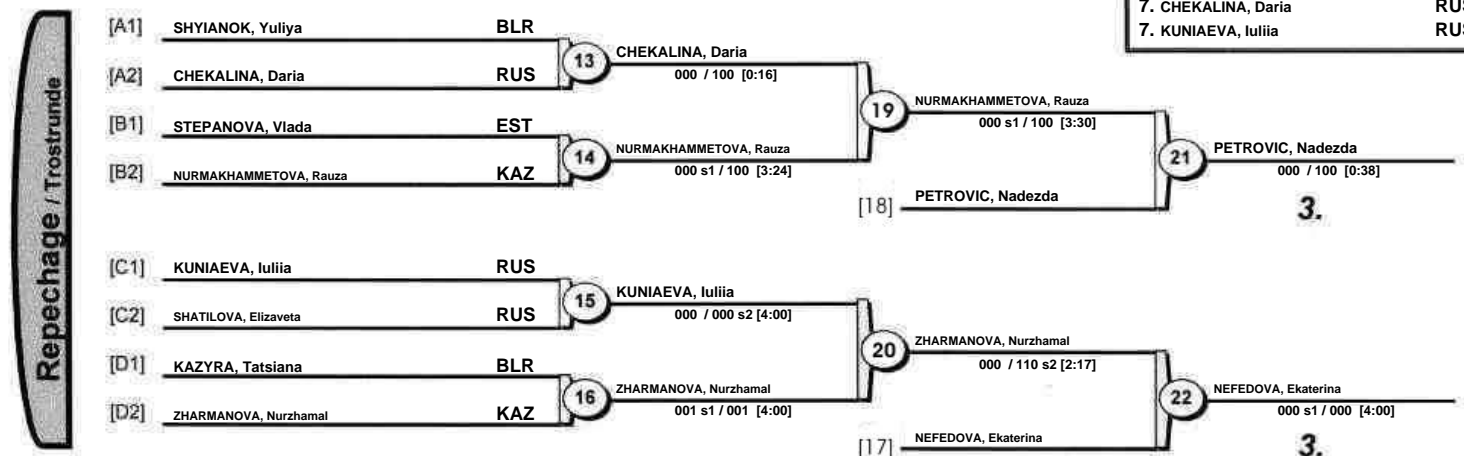 7. CHEKALINA, Daria RUS
7. KUNIAEVA, Iuliia RUS
Repechage / Trostrunde
[A1] SHYIANOK, Yuliya BLR
[A2] CHEKALINA, Daria RUS
13
CHEKALINA, Daria
000 / 100 [0:16]
[B1] STEPANOVA, Vlada EST
[B2] NURMAKHAMMETOVA, Rauza KAZ
14
NURMAKHAMMETOVA, Rauza
000 s1 / 100 [3:24]
19
NURMAKHAMMETOVA, Rauza
000 s1 / 100 [3:30]
[18] PETROVIC, Nadezda
21
PETROVIC, Nadezda
000 / 100 [0:38]
3.
[C1] KUNIAEVA, Iuliia RUS
[C2] SHATILOVA, Elizaveta RUS
15
KUNIAEVA, Iuliia
000 / 000 s2 [4:00]
[D1] KAZYRA, Tatsiana BLR
[D2] ZHARMANOVA, Nurzhamal KAZ
16
ZHARMANOVA, Nurzhamal
001 s1 / 001 [4:00]
20
ZHARMANOVA, Nurzhamal
000 / 110 s2 [2:17]
[17] NEFEDOVA, Ekaterina
22
NEFEDOVA, Ekaterina
000 s1 / 000 [4:00]
3.